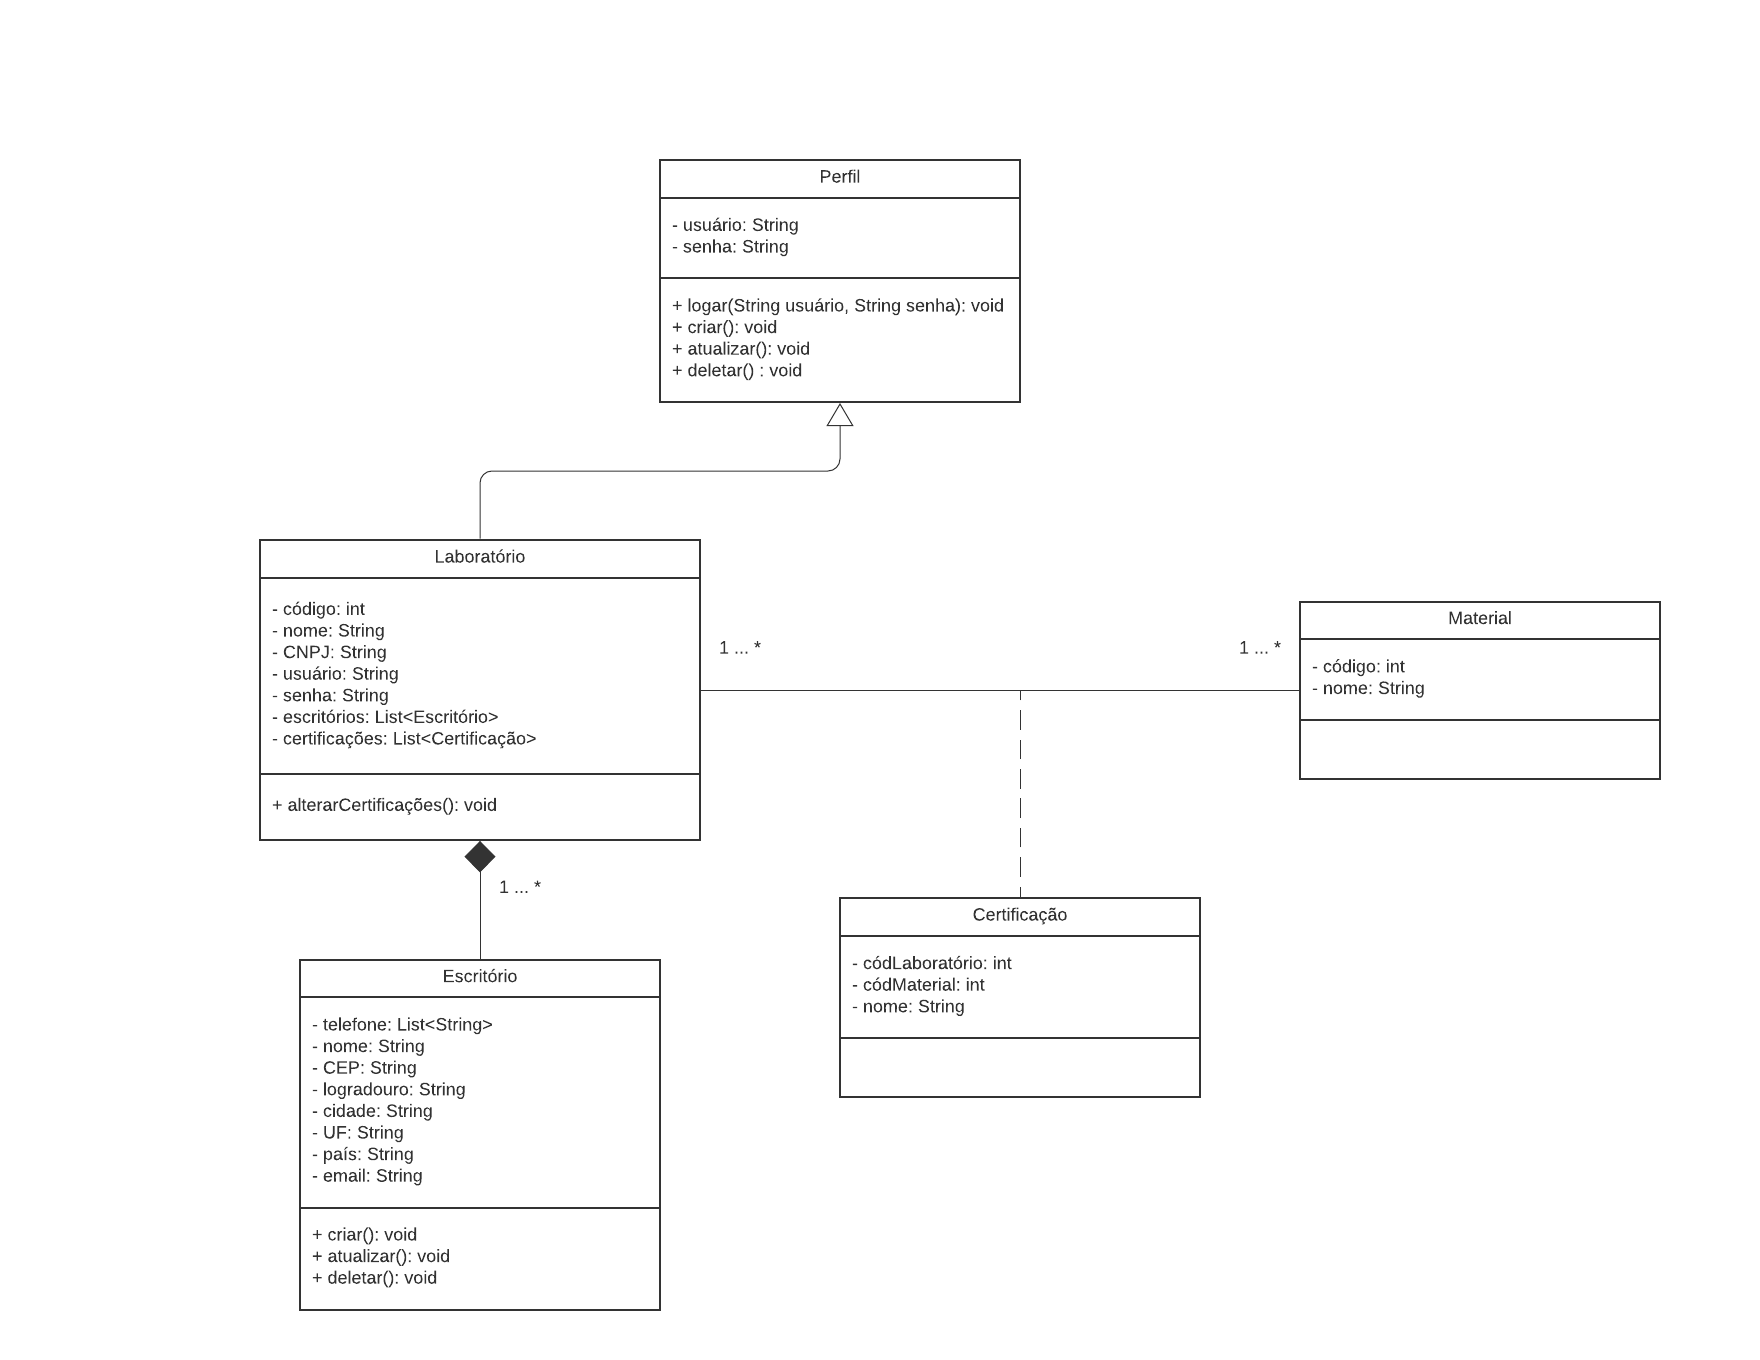 Perfil
- usuário: String
- senha: String
+ logar(String usuário, String senha): void
+ criar(): void
+ atualizar(): void
+ deletar() : void
Laboratório
- código: int
- nome: String
- CNPJ: String
- usuário: String
- senha: String
- escritórios: List<Escritório>
- certificações: List<Certificação>
+ alterarCertificações(): void
1 ... *
1 ... *
Material
- código: int
- nome: String
1 ... *
Certificação
- códLaboratório: int
- códMaterial: int
- nome: String
Escritório
- telefone: List<String>
- nome: String
- CEP: String
- logradouro: String
- cidade: String
- UF: String
- país: String
- email: String
+ criar(): void
+ atualizar(): void
+ deletar(): void